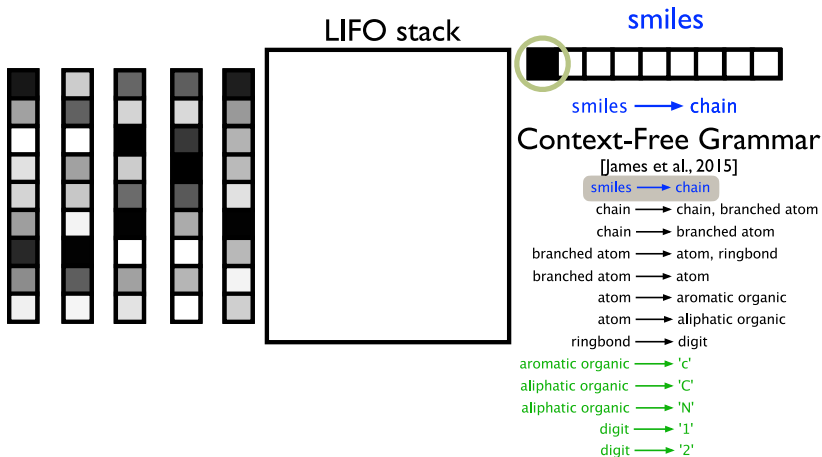 LIFO stack
smiles
smiles → chain
Context-Free Grammar
[James et al., 2015]
smiles → chain
chain → chain, branched atom
chain → branched atom
branched atom → atom, ringbond
branched atom → atom
atom → aromatic organic
atom → aliphatic organic
ringbond → digit
aromatic organic → 'c'
aliphatic organic → 'C'
aliphatic organic → 'N'
digit → '1'
digit → '2'